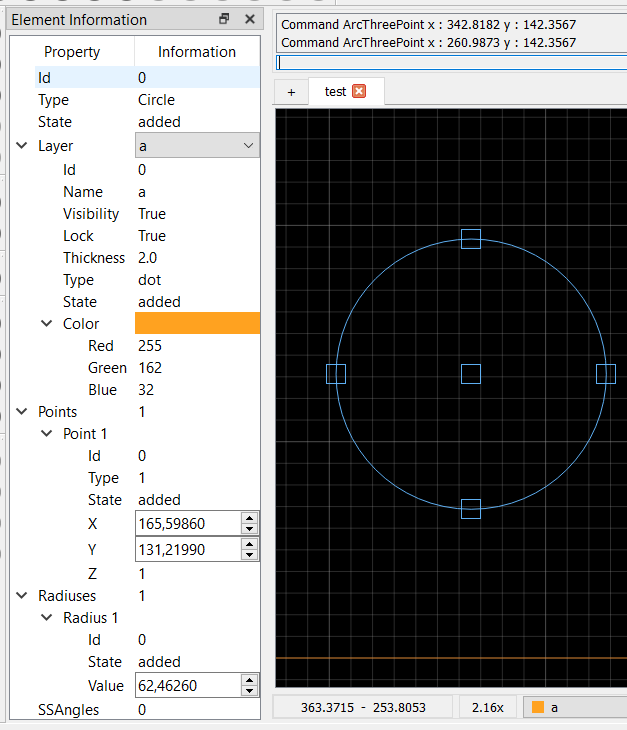 Element Information
Property Information
Id 0
Type Circle
State added
Layer a
Id 0
Name a
Visibility True
Lock True
Thickness 2.0
Type dot
State added
Color
Red 255
Green 162
Blue 32
Points 1
Point 1
Id 0
Type 1
State added
X 165,59860
Y 131,21990
Z 1
Radiuses 1
Radius 1
Id 0
State added
Value 62,46260
SSAngles 0
Command ArcThreePoint x : 342.8182 y : 142.3567
Command ArcThreePoint x : 260.9873 y : 142.3567
+ test
363.3715 - 253.8053 2.16x a